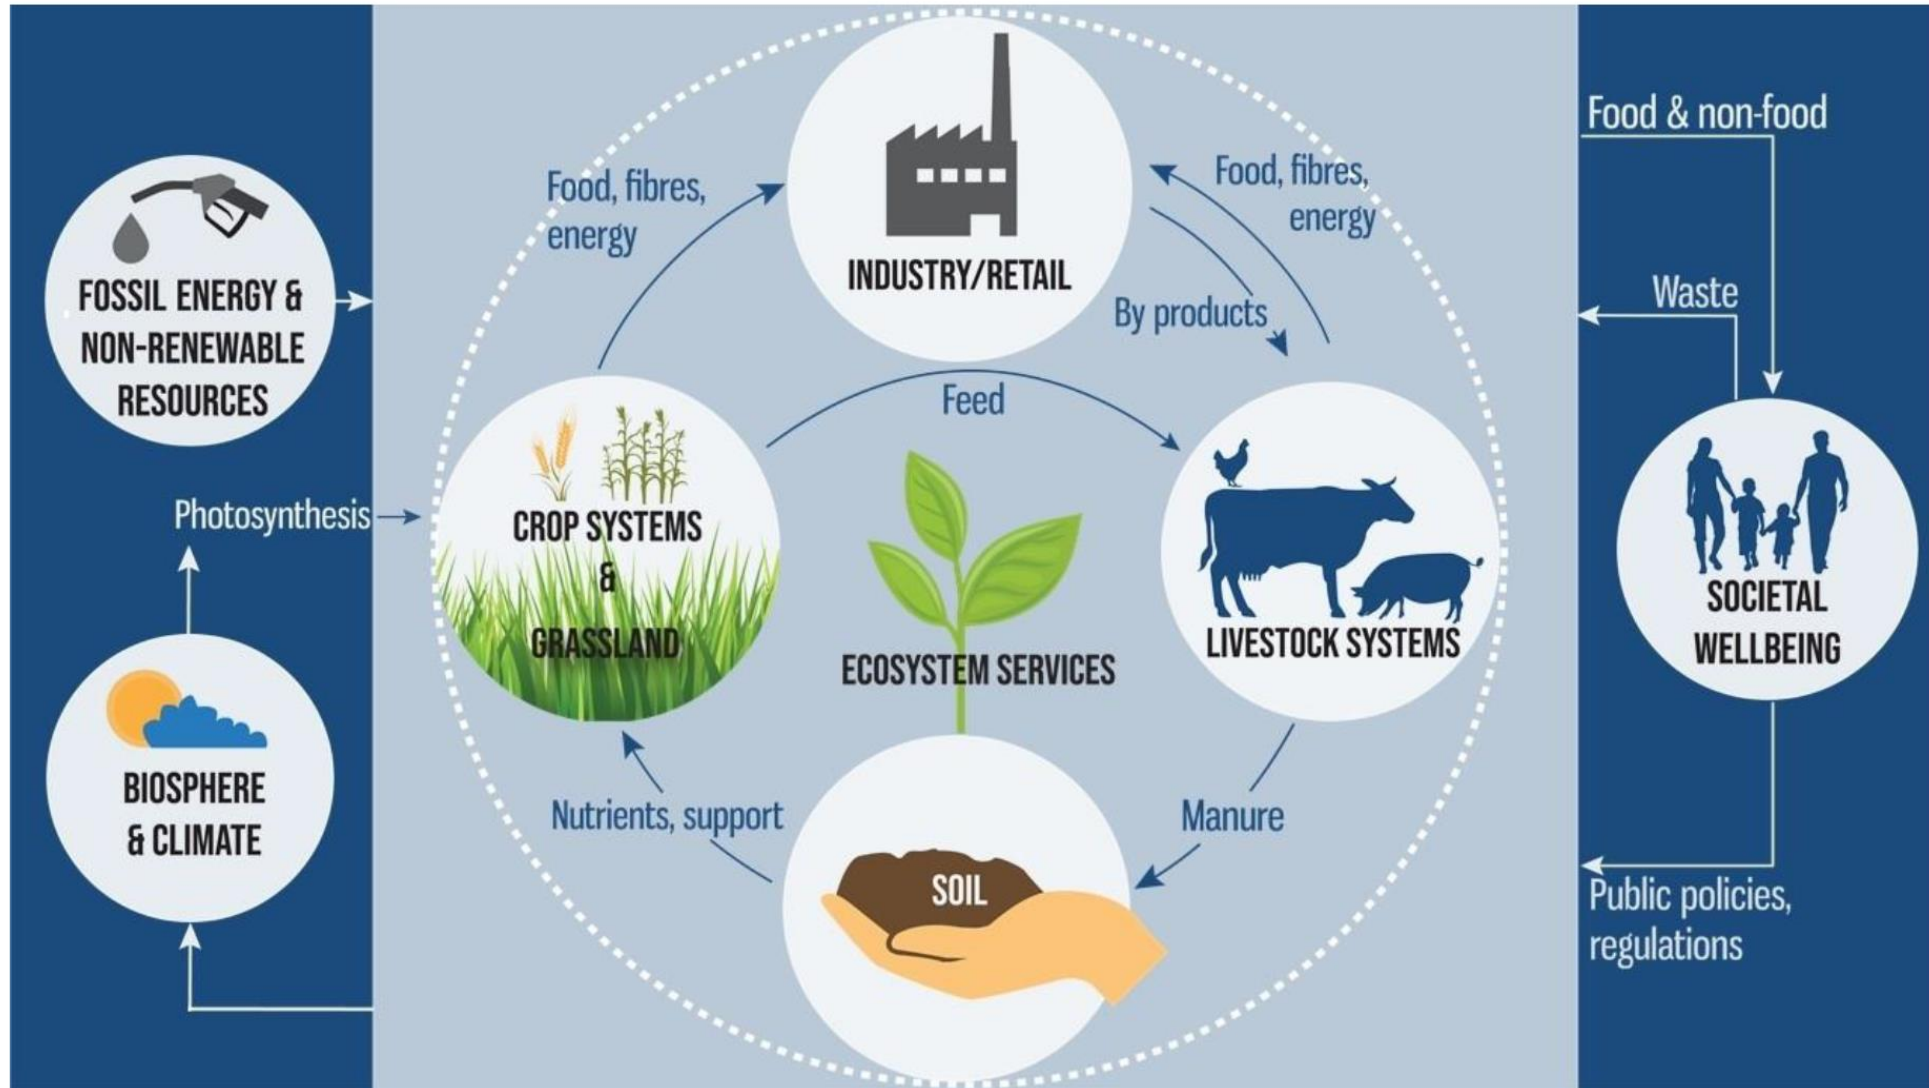 FOSSIL ENERGY &
NON-RENEWABLE
RESOURCES
Photosynthesis
BIOSPHERE
& CLIMATE
INDUSTRY/RETAIL
Food, fibres,
energy
Food, fibres,
energy
By products
Feed
CROP SYSTEMS
&
GRASSLAND
ECOSYSTEM SERVICES
LIVESTOCK SYSTEMS
Nutrients, support
Manure
SOIL
Food & non-food
Waste
SOCIETAL
WELLBEING
Public policies,
regulations